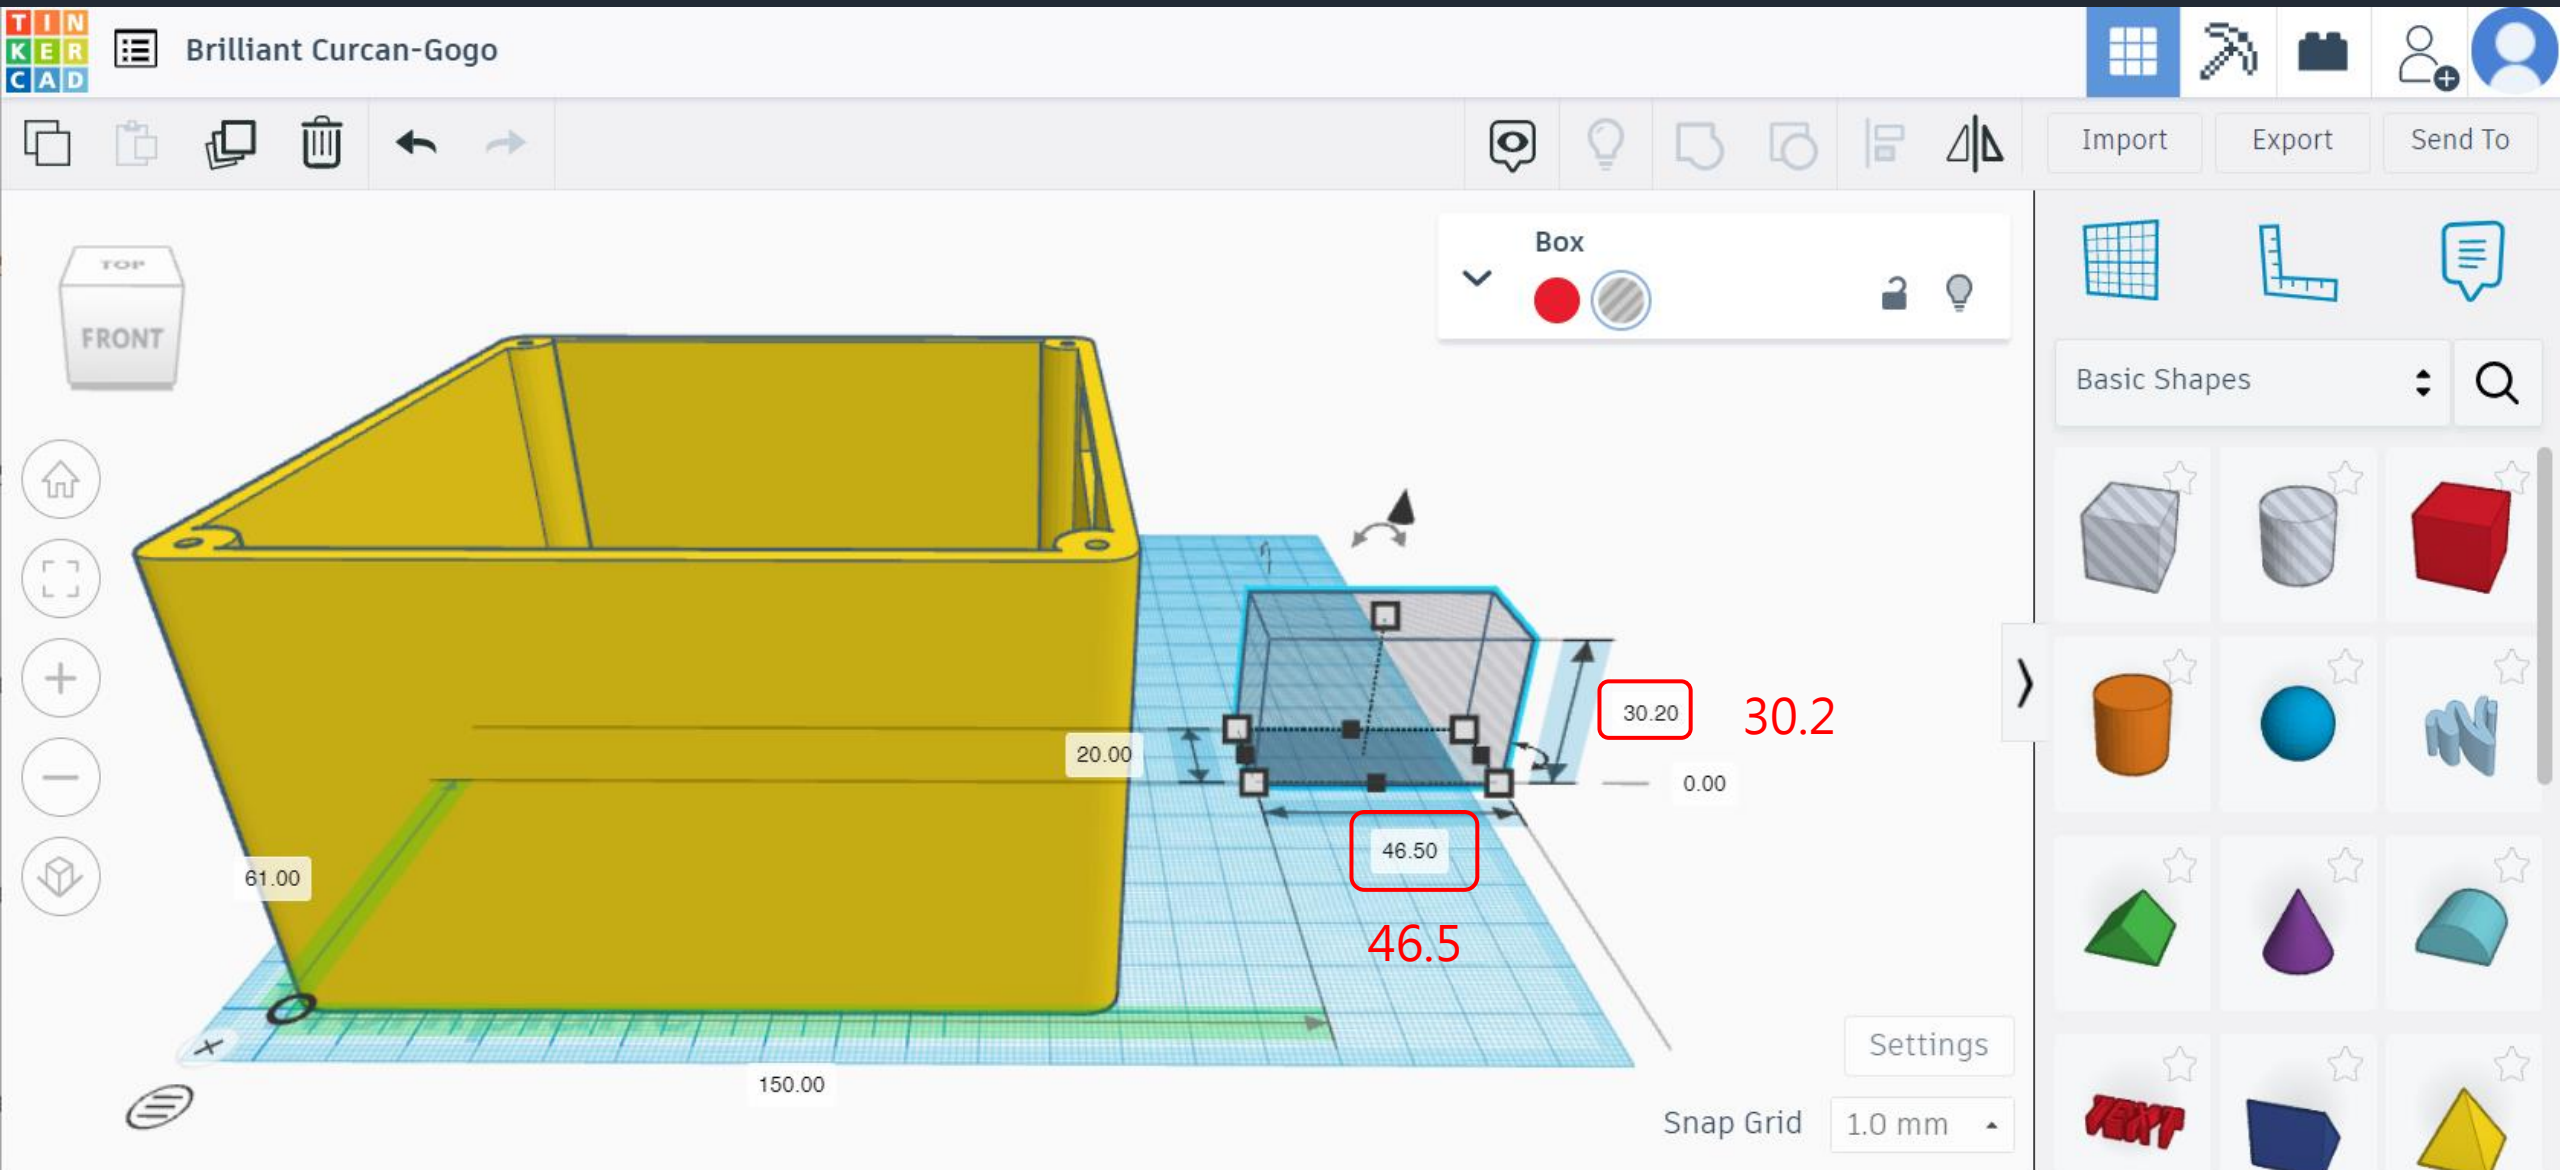 TIN
KER
CAD
Brilliant Curcan-Gogo
Import
Export
Send To
TOP
FRONT
Box
Basic Shapes
30.20
30.2
20.00
0.00
46.50
61.00
46.5
150.00
Settings
Snap Grid
1.0 mm
TEXT